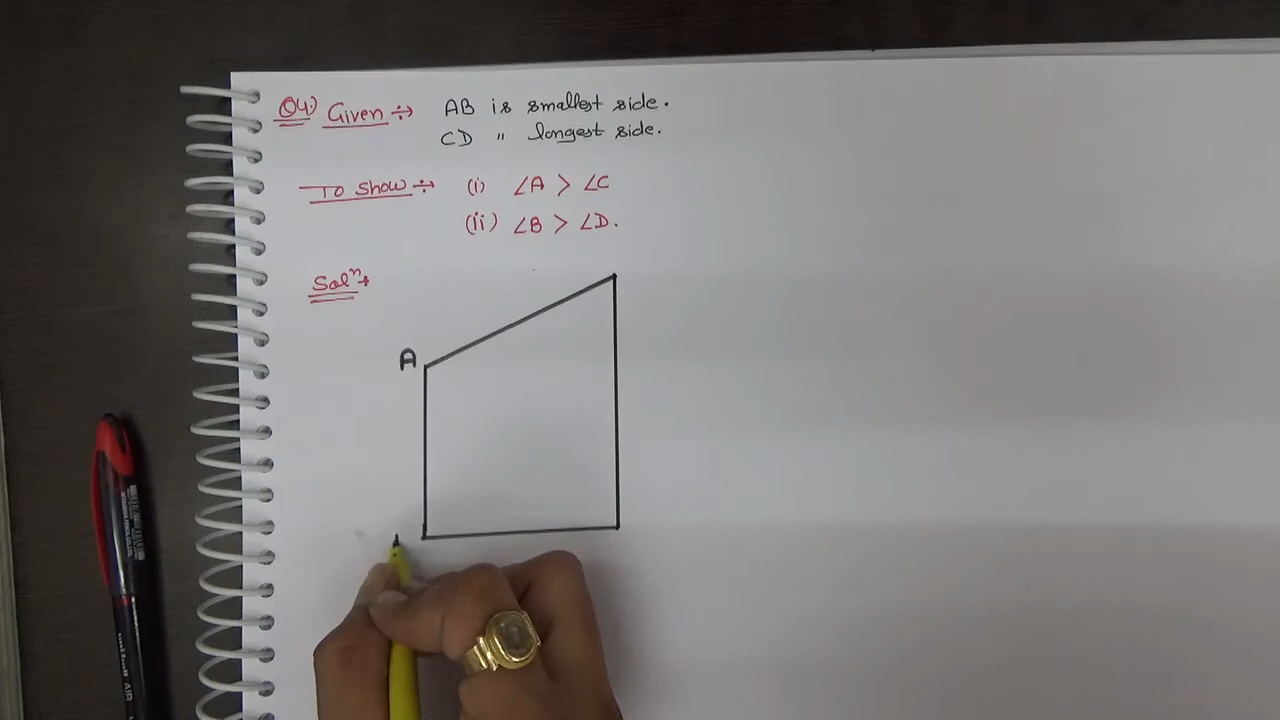 Q4) Given ÷ AB is smallest side.
CD " longest side.
To Show ÷ (i) ∠A > ∠C
(ii) ∠B > ∠D.
Solⁿ →
A